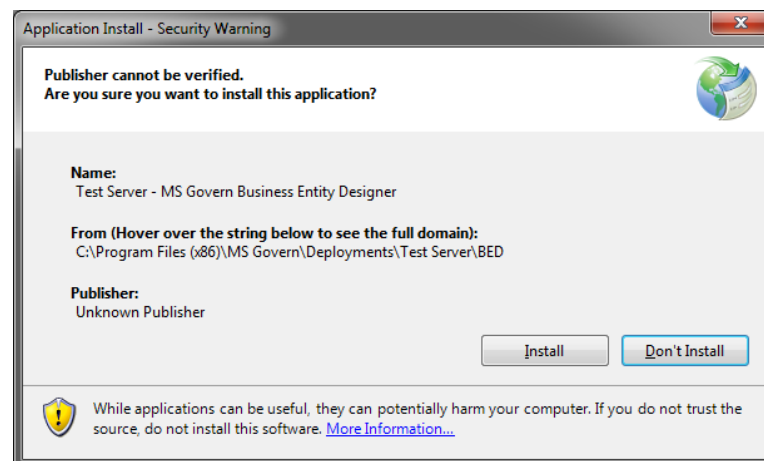 Application Install - Security Warning
Publisher cannot be verified.
Are you sure you want to install this application?
Name:
Test Server - MS Govern Business Entity Designer
From (Hover over the string below to see the full domain):
C:\Program Files (x86)\MS Govern\Deployments\Test Server\BED
Publisher:
Unknown Publisher
Install
Don't Install
While applications can be useful, they can potentially harm your computer. If you do not trust the
source, do not install this software. More Information...